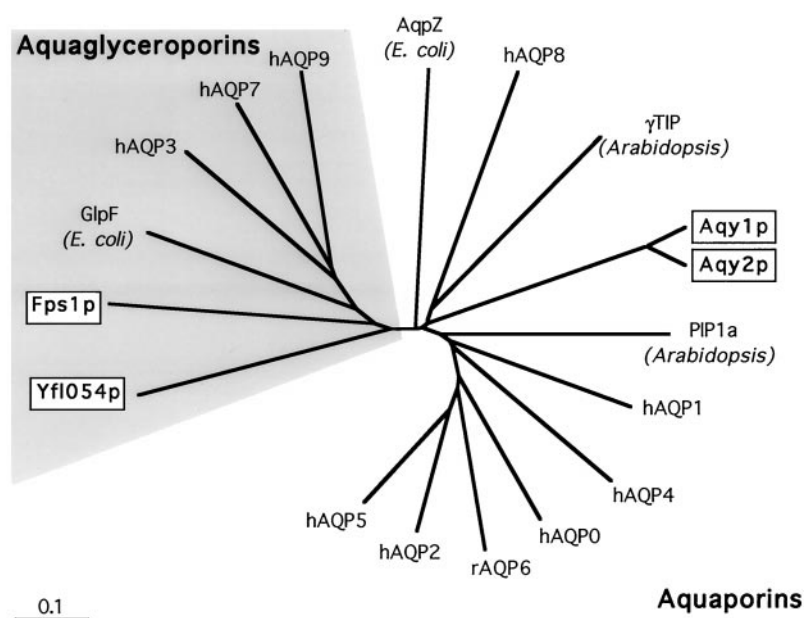 Aquaglyceroporins
hAQP9
hAQP7
hAQP3
GlpF
(E. coli)
Fps1p
Yfl054p
AqpZ
(E. coli)
hAQP8
γTIP
(Arabidopsis)
Aqy1p
Aqy2p
PIP1a
(Arabidopsis)
hAQP1
hAQP4
hAQP0
rAQP6
hAQP2
hAQP5
Aquaporins
0.1